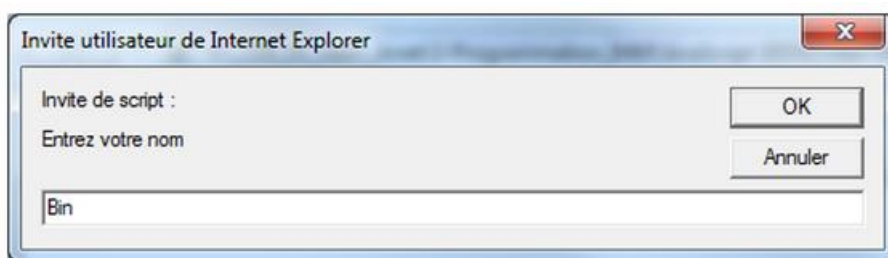 Invite utilisateur de Internet Explorer
Invite de script :
OK
Entrez votre nom
Annuler
Bin